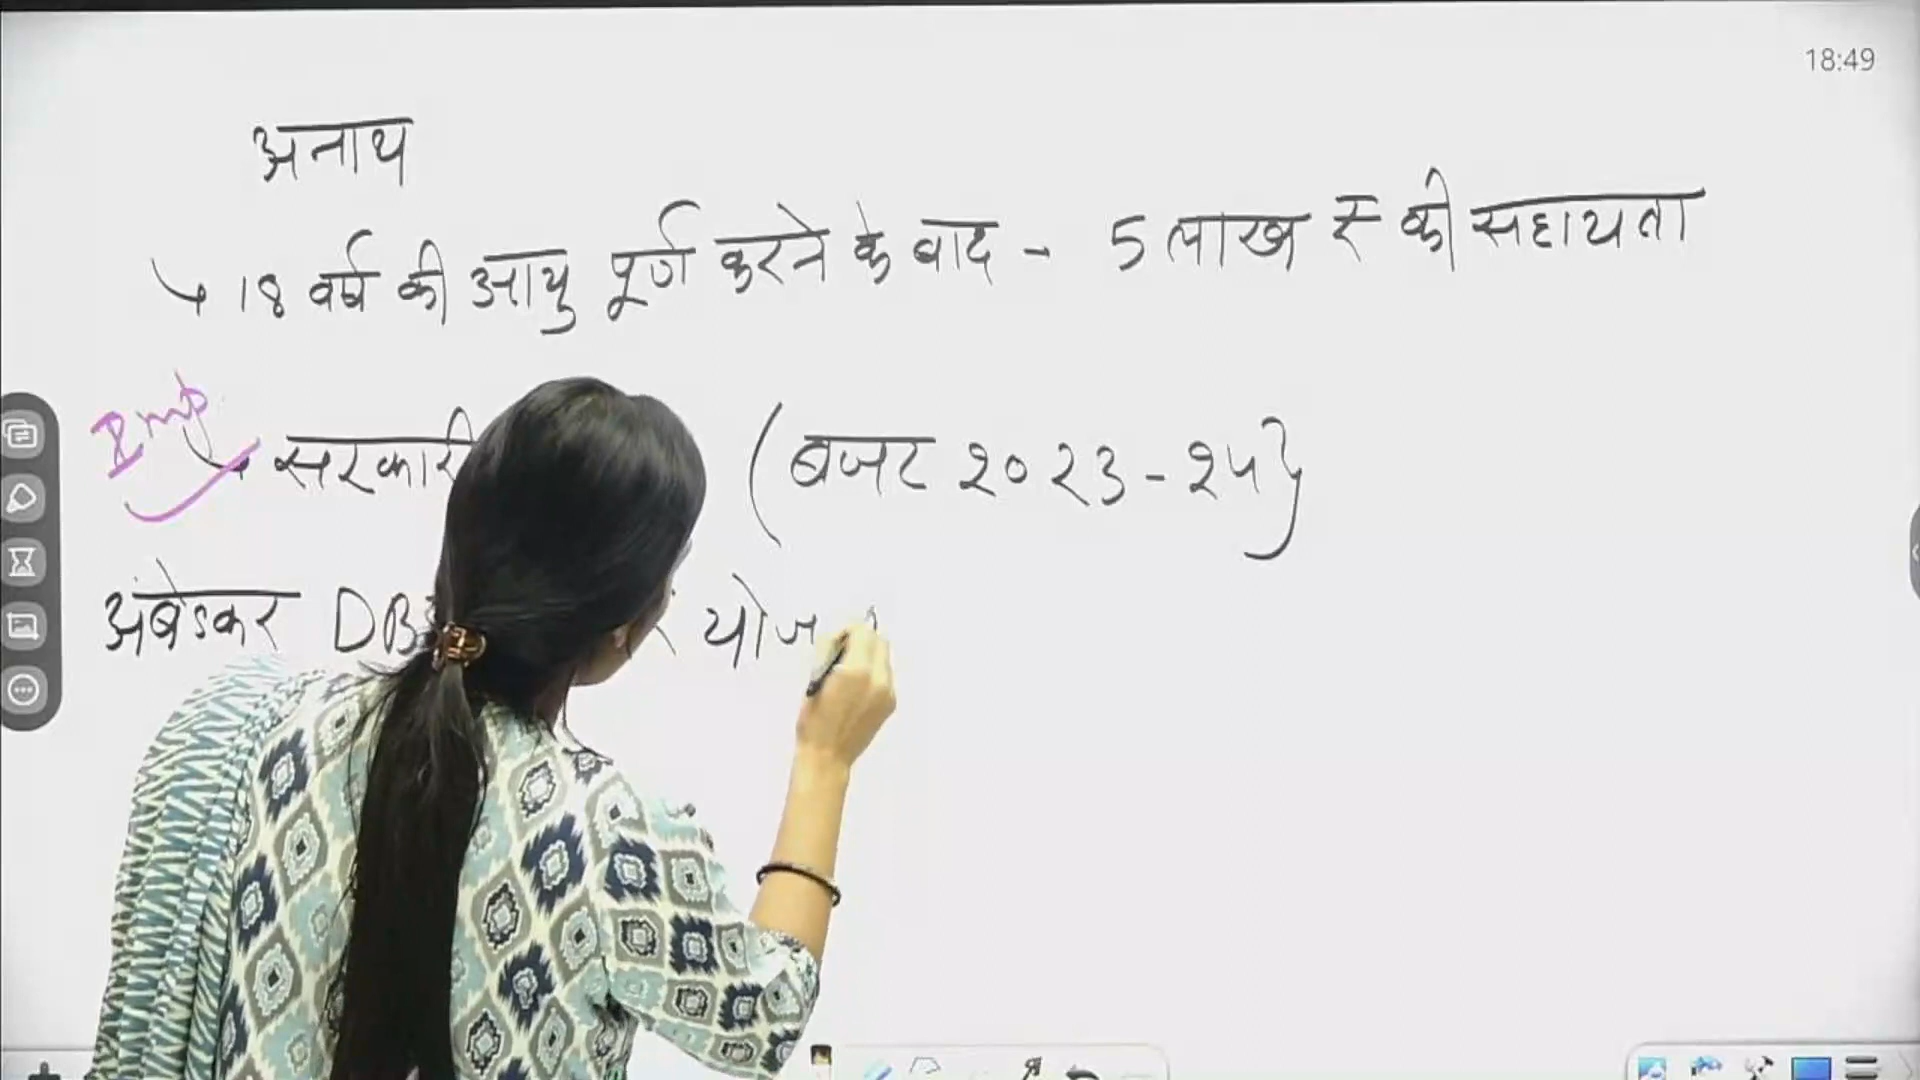 18:49
अनाथ
↳ 18 वर्ष की आयु पूर्ण करने के बाद - 5 लाख ₹ की सहायता
Imp
↳ सरकारी (बजट 2023-24}
अंबेडकर DB